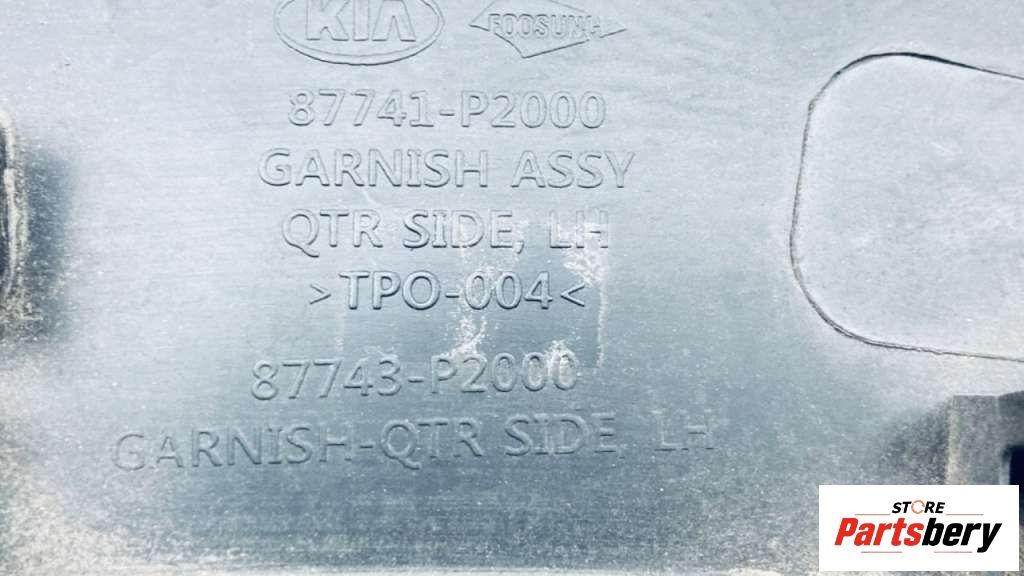 KIA FOOSUNG
87741-P2000
GARNISH ASSY
QTR SIDE, LH
>TPO-004<
87743-P2000
GARNISH-QTR SIDE, LH
STORE
Partsbery